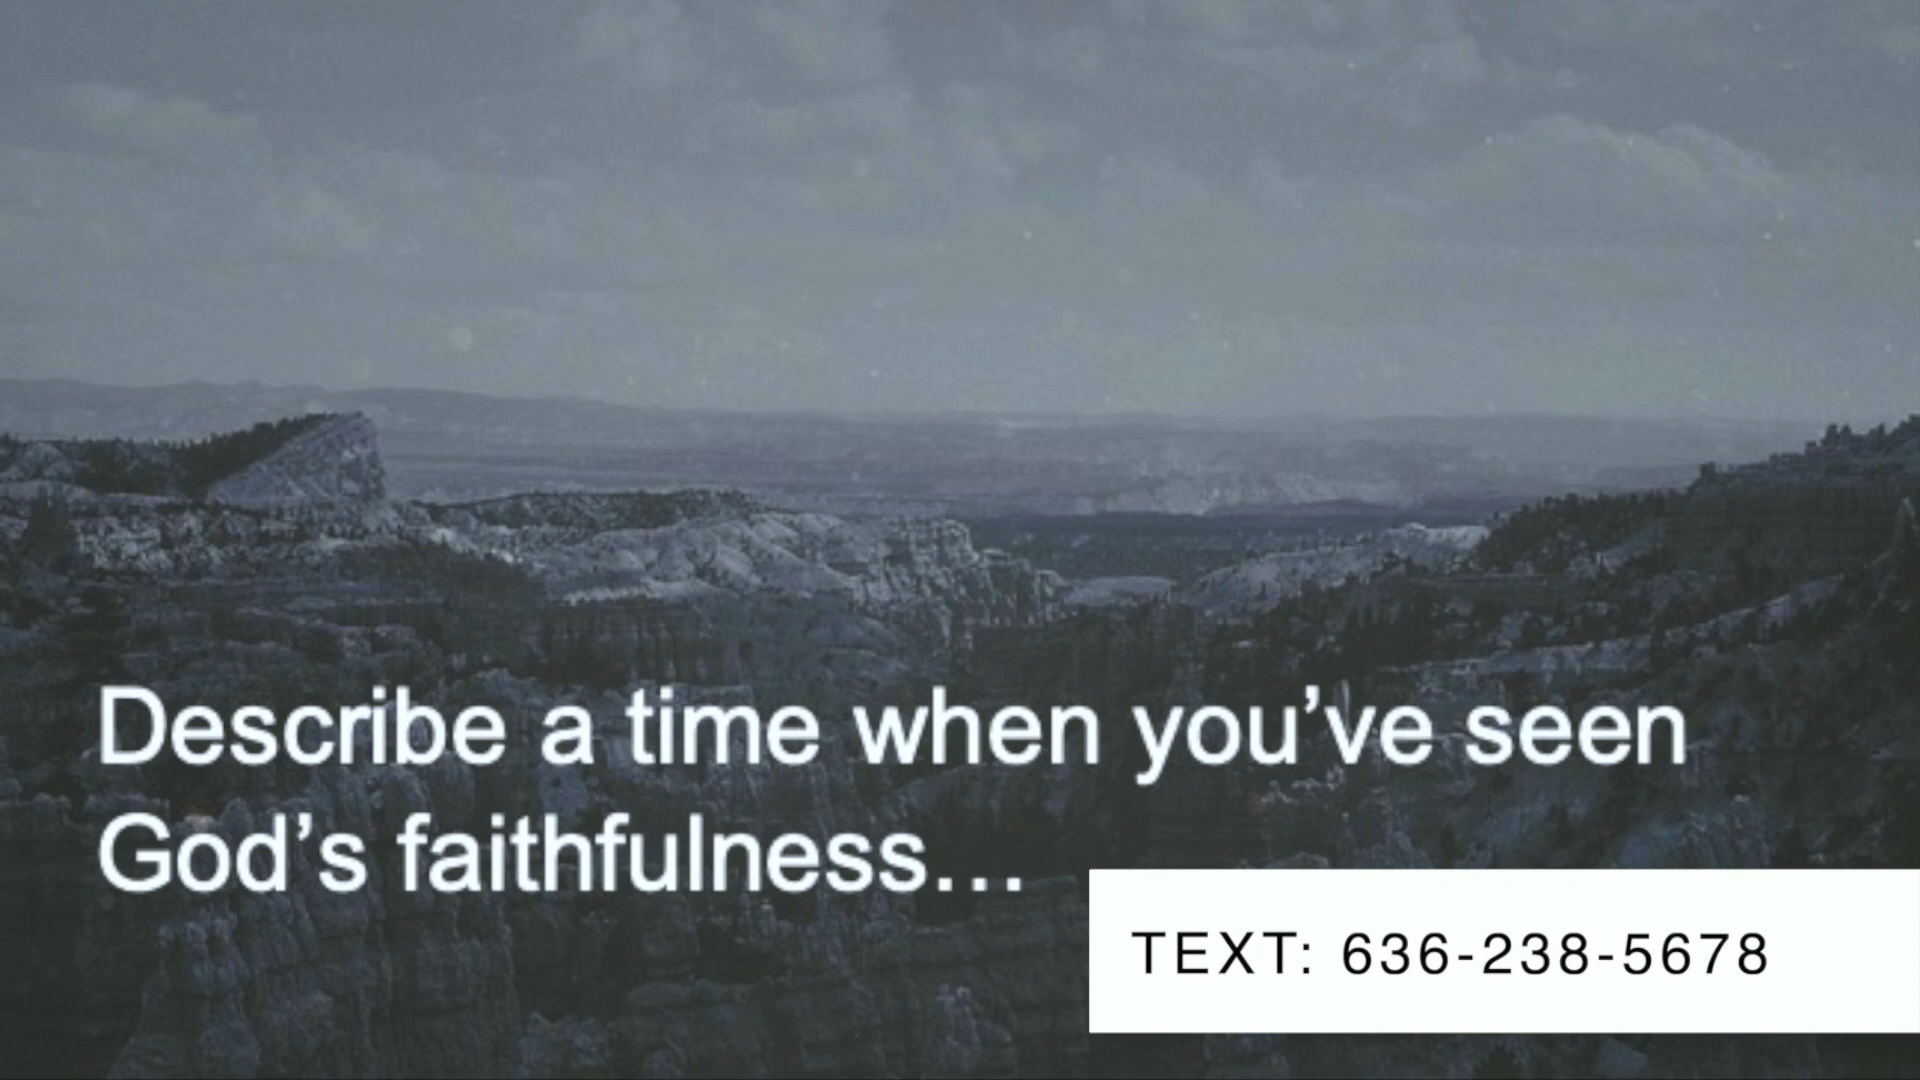 Describe a time when you’ve seen
God’s faithfulness…
TEXT: 636-238-5678